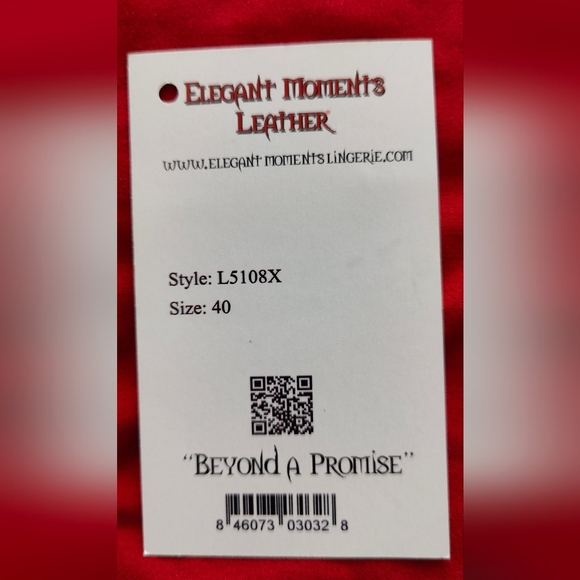 ELEGANT MOMENTS
LEATHER
WWW.ELEGANTMOMENTSLINGERIE.COM
Style: L5108X
Size: 40
"BEYOND A PROMISE"
8 46073 03032 8